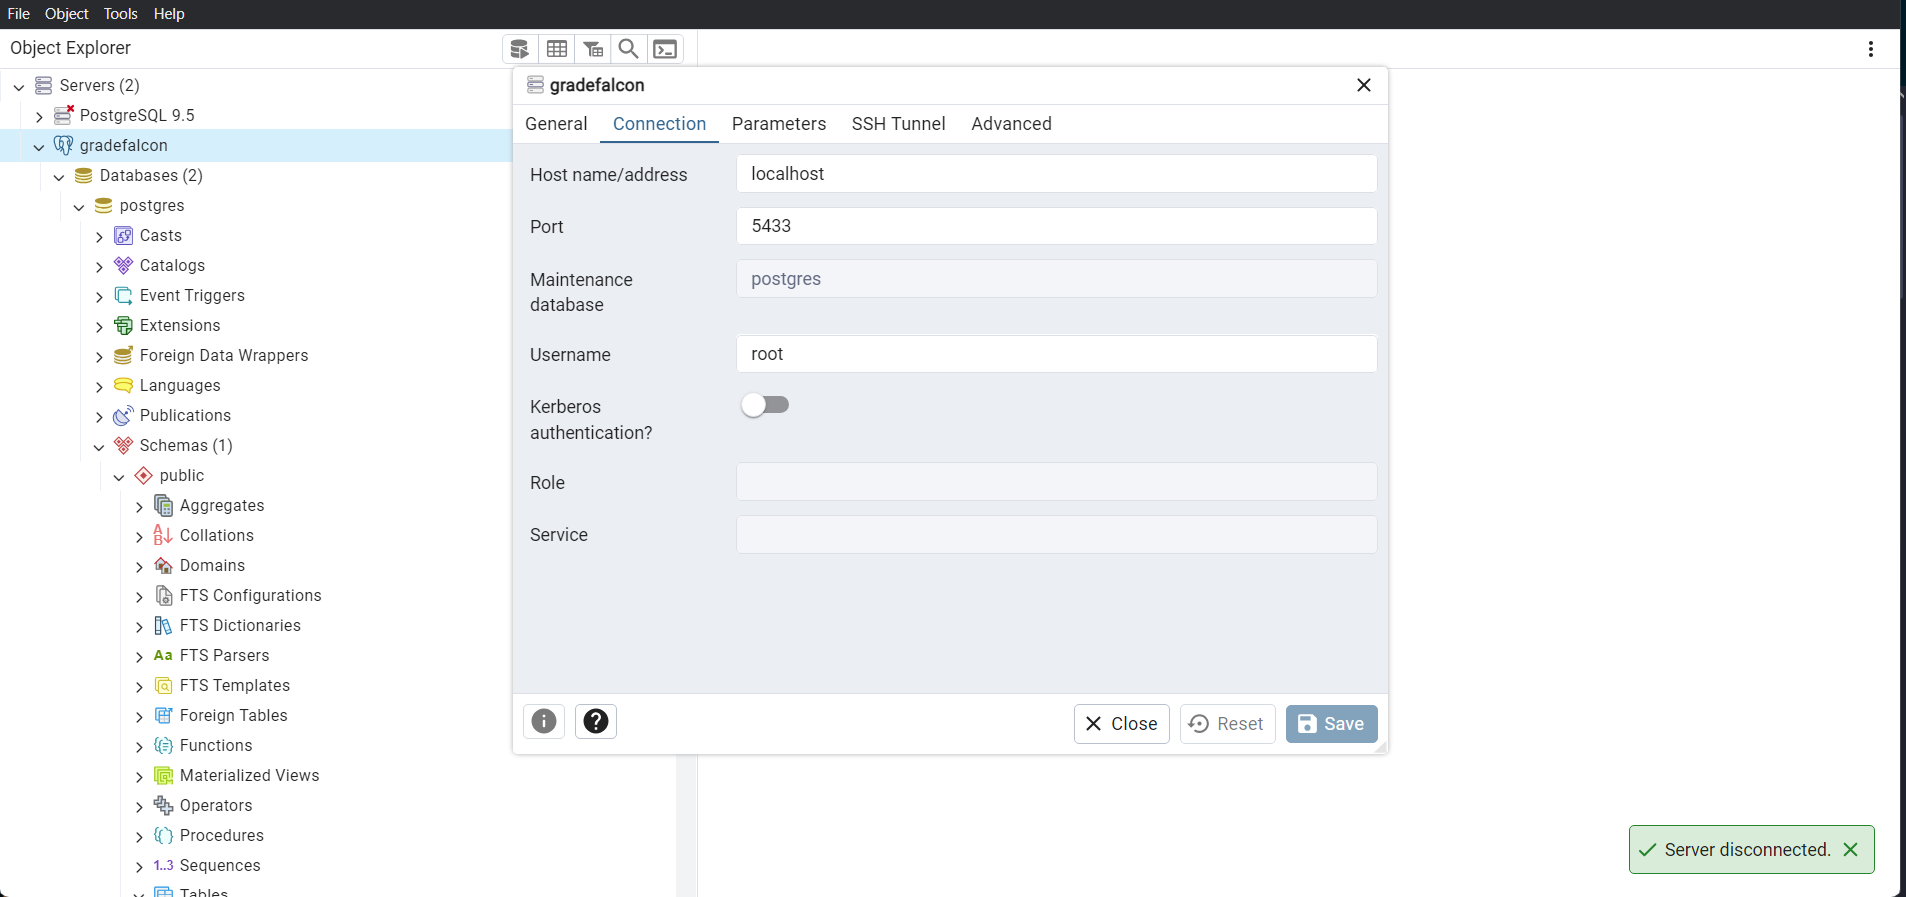 File Object Tools Help
Object Explorer
Servers (2)
PostgreSQL 9.5
gradefalcon
Databases (2)
postgres
Casts
Catalogs
Event Triggers
Extensions
Foreign Data Wrappers
Languages
Publications
Schemas (1)
public
Aggregates
Collations
Domains
FTS Configurations
FTS Dictionaries
Aa FTS Parsers
FTS Templates
Foreign Tables
Functions
Materialized Views
Operators
Procedures
1..3 Sequences
Tables
gradefalcon
General Connection Parameters SSH Tunnel Advanced
Host name/address localhost
Port 5433
Maintenance
database
postgres
Username root
Kerberos
authentication?
Role
Service
Close Reset Save
Server disconnected.